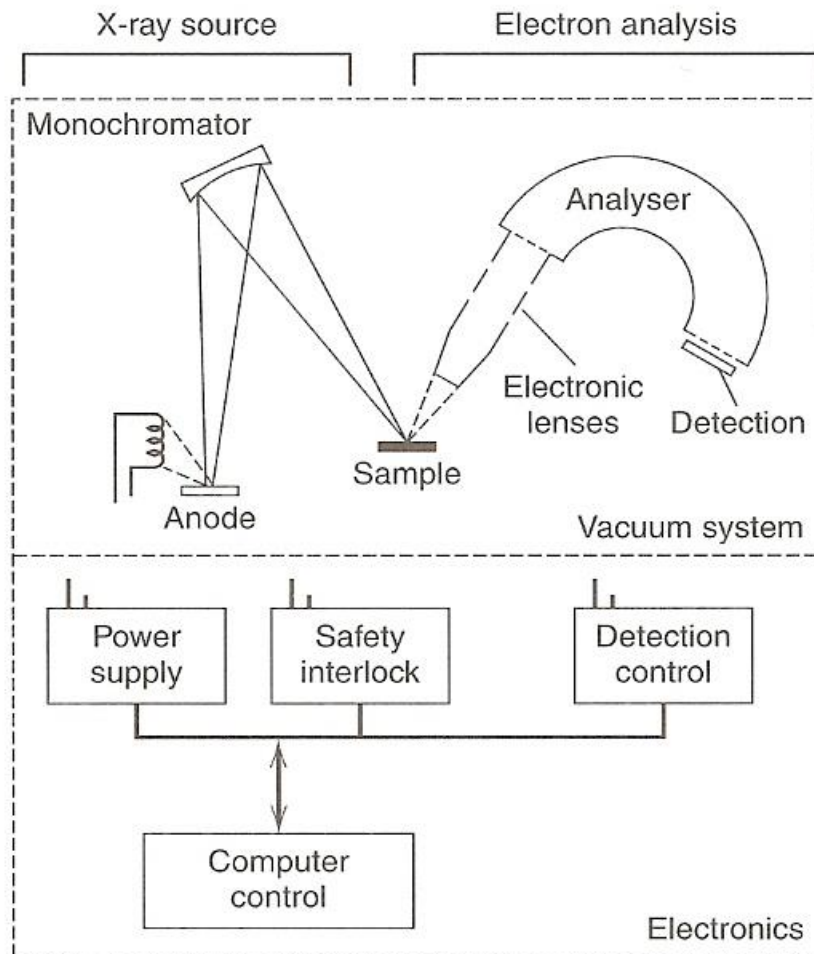 X-ray source
Electron analysis
Monochromator
Analyser
Electronic
lenses
Detection
Sample
Anode
Vacuum system
Power
supply
Safety
interlock
Detection
control
Computer
control
Electronics